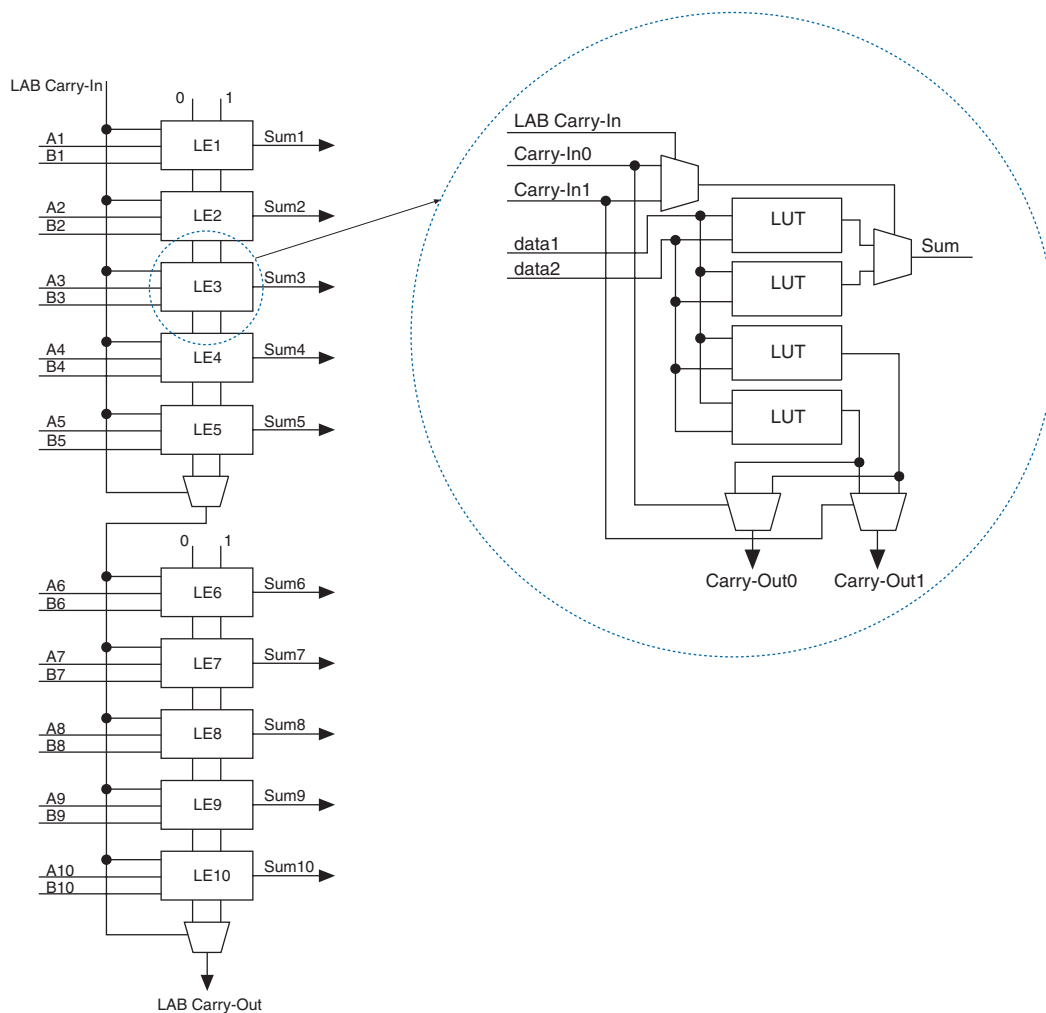 LAB Carry-In
0 1
A1
B1
LE1
Sum1
A2
B2
LE2
Sum2
A3
B3
LE3
Sum3
A4
B4
LE4
Sum4
A5
B5
LE5
Sum5
0 1
A6
B6
LE6
Sum6
A7
B7
LE7
Sum7
A8
B8
LE8
Sum8
A9
B9
LE9
Sum9
A10
B10
LE10
Sum10
LAB Carry-Out
LAB Carry-In
Carry-In0
Carry-In1
data1
data2
LUT
LUT
LUT
LUT
Sum
Carry-Out0
Carry-Out1